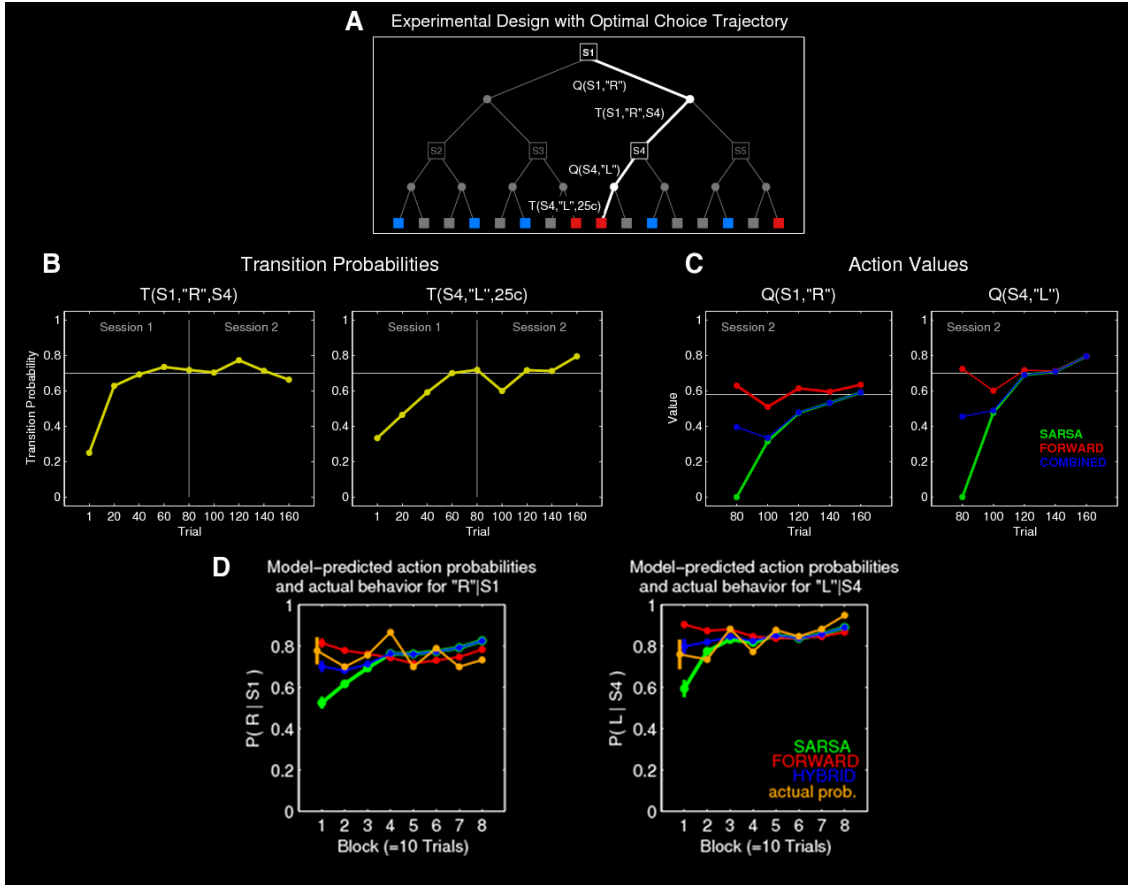 A Experimental Design with Optimal Choice Trajectory
S1
Q(S1,"R")
T(S1,"R",S4)
S2 S3 S4 S5
Q(S4,"L")
T(S4,"L",25c)
B Transition Probabilities
T(S1,"R",S4) T(S4,"L",25c)
Session 1 Session 2 Session 1 Session 2
Transition Probability
1
0.8
0.6
0.4
0.2
0
1 20 40 60 80 100 120 140 160
Trial
1
0.8
0.6
0.4
0.2
0
1 20 40 60 80 100 120 140 160
Trial
C Action Values
Q(S1,"R") Q(S4,"L")
Session 2 Session 2
Value
1
0.8
0.6
0.4
0.2
0
80 100 120 140 160
Trial
1
0.8
0.6
0.4
0.2
0
SARSA
FORWARD
COMBINED
80 100 120 140 160
Trial
D Model-predicted action probabilities
and actual behavior for "R"|S1
P( R | S1 )
1
0.8
0.6
0.4
0.2
0
1 2 3 4 5 6 7 8
Block (=10 Trials)
Model-predicted action probabilities
and actual behavior for "L"|S4
P( L | S4 )
1
0.8
0.6
0.4
0.2
0
SARSA
FORWARD
HYBRID
actual prob.
1 2 3 4 5 6 7 8
Block (=10 Trials)